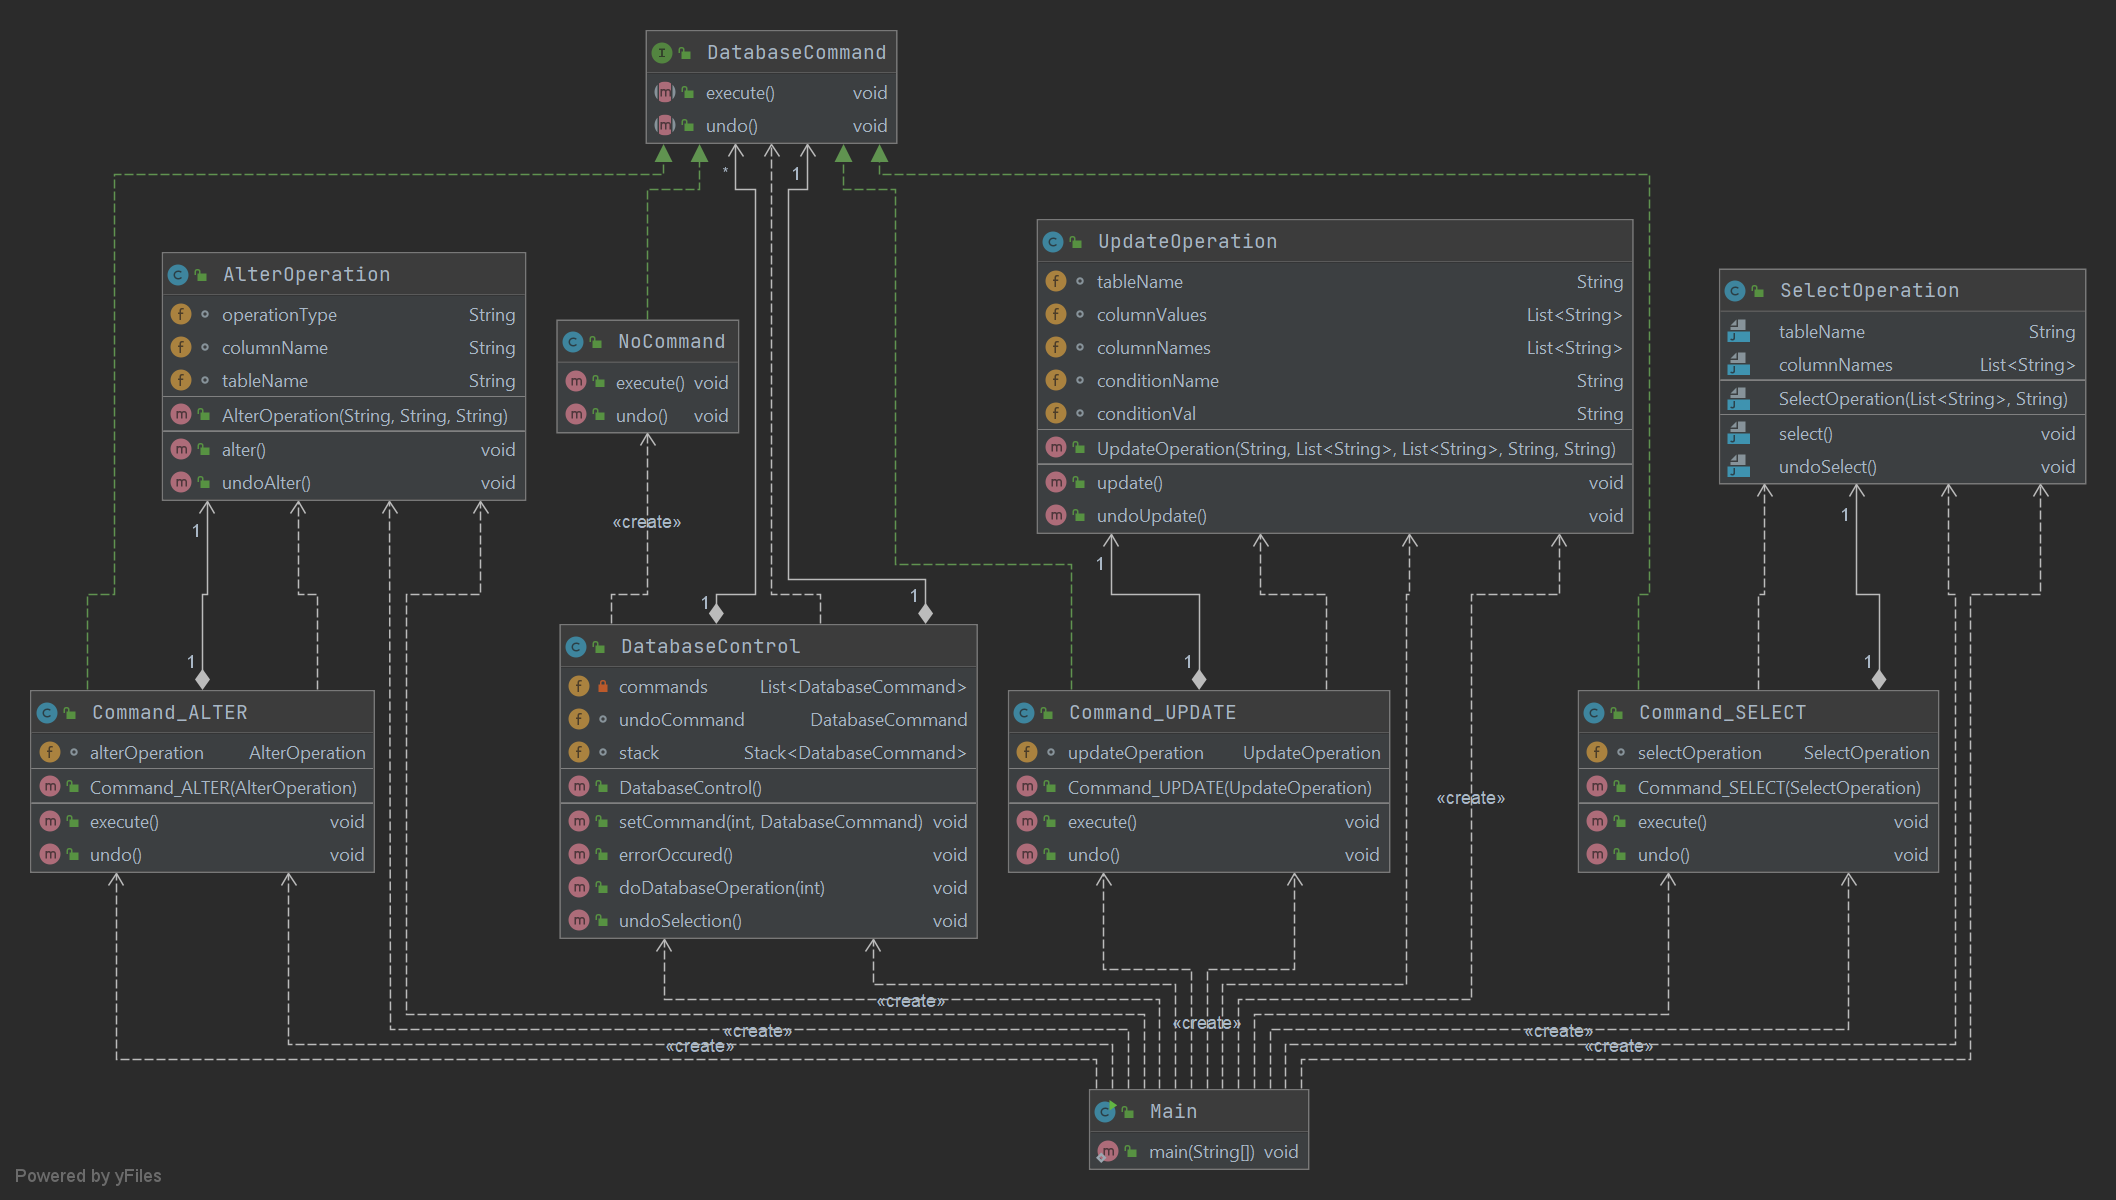 DatabaseCommand
execute() void
undo() void
*
1
AlterOperation
operationType String
columnName String
tableName String
AlterOperation(String, String, String)
alter() void
undoAlter() void
NoCommand
execute() void
undo() void
UpdateOperation
tableName String
columnValues List<String>
columnNames List<String>
conditionName String
conditionVal String
UpdateOperation(String, List<String>, List<String>, String, String)
update() void
undoUpdate() void
SelectOperation
tableName String
columnNames List<String>
SelectOperation(List<String>, String)
select() void
undoSelect() void
1
«create»
1
1
1
1
1
1
1
Command_ALTER
alterOperation AlterOperation
Command_ALTER(AlterOperation)
execute() void
undo() void
DatabaseControl
commands List<DatabaseCommand>
undoCommand DatabaseCommand
stack Stack<DatabaseCommand>
DatabaseControl()
setCommand(int, DatabaseCommand) void
errorOccured() void
doDatabaseOperation(int) void
undoSelection() void
Command_UPDATE
updateOperation UpdateOperation
Command_UPDATE(UpdateOperation)
execute() void
undo() void
«create»
Command_SELECT
selectOperation SelectOperation
Command_SELECT(SelectOperation)
execute() void
undo() void
«create»
«create»
«create»
«create»
«create»
«create»
Main
main(String[]) void
Powered by yFiles